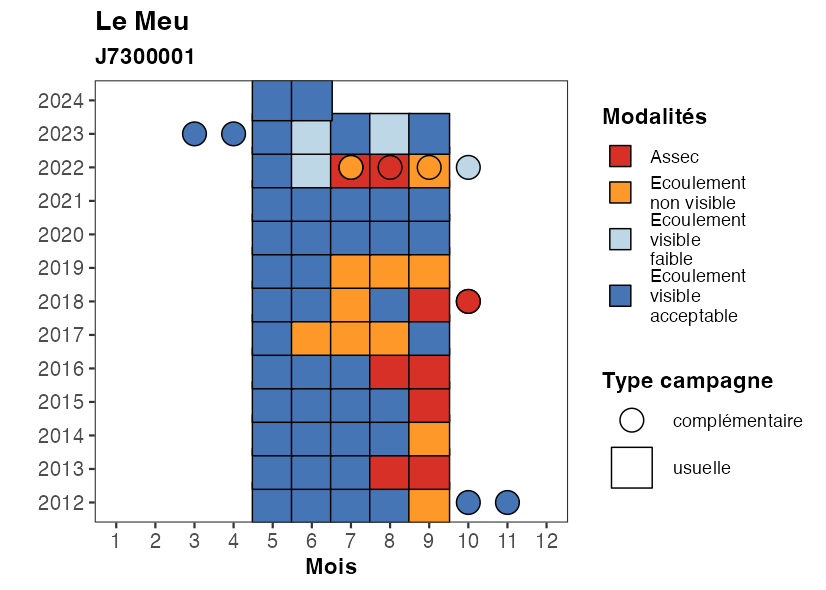 Le Meu
J7300001
2024
2023
2022
2021
2020
2019
2018
2017
2016
2015
2014
2013
2012
1 2 3 4 5 6 7 8 9 10 11 12
Mois
Modalités
Assec
Ecoulement
non visible
Ecoulement
visible
faible
Ecoulement
visible
acceptable
Type campagne
complémentaire
usuelle